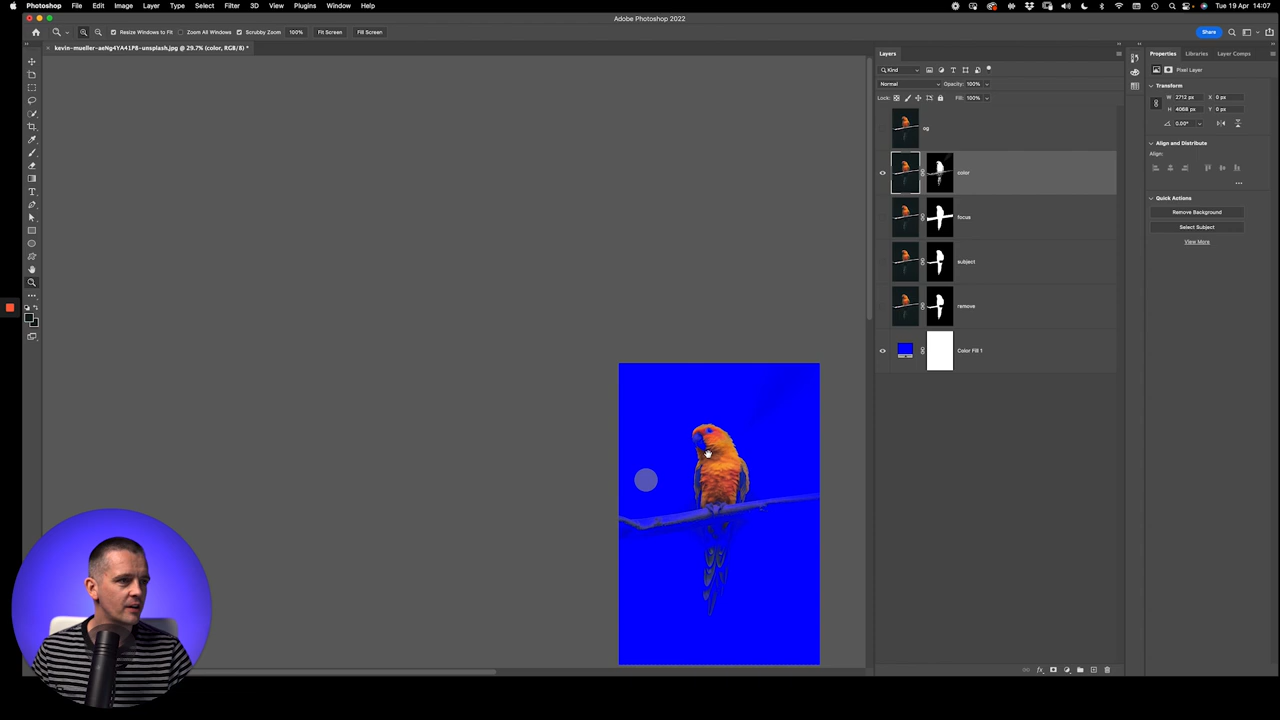 Photoshop File Edit Image Layer Type Select Filter 3D View Plugins Window Help
Tue 19 Apr 14:07
Adobe Photoshop 2022
Resize Windows to Fit Zoom All Windows Scrubby Zoom 100% Fit Screen Fill Screen
Share
kevin-mueller-aeNg4YA41P8-unsplash.jpg @ 29.7% (color, RGB/8) *
Layers
Kind
Normal Opacity: 100%
Lock: Fill: 100%
og
color
focus
subject
remove
Color Fill 1
Properties Libraries Layer Comps
Pixel Layer
Transform
W 2712 px X 0 px
H 4068 px Y 0 px
0.00°
Align and Distribute
Align:
Quick Actions
Remove Background
Select Subject
View More